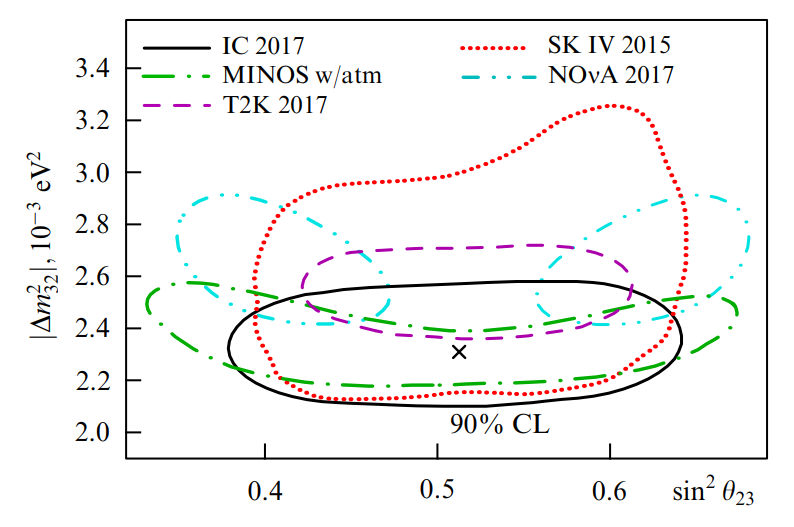 IC 2017
MINOS w/atm
T2K 2017
SK IV 2015
NOνA 2017
|Δm²₃₂|, 10⁻³ eV²
3.4
3.2
3.0
2.8
2.6
2.4
2.2
2.0
90% CL
0.4 0.5 0.6 sin² θ₂₃